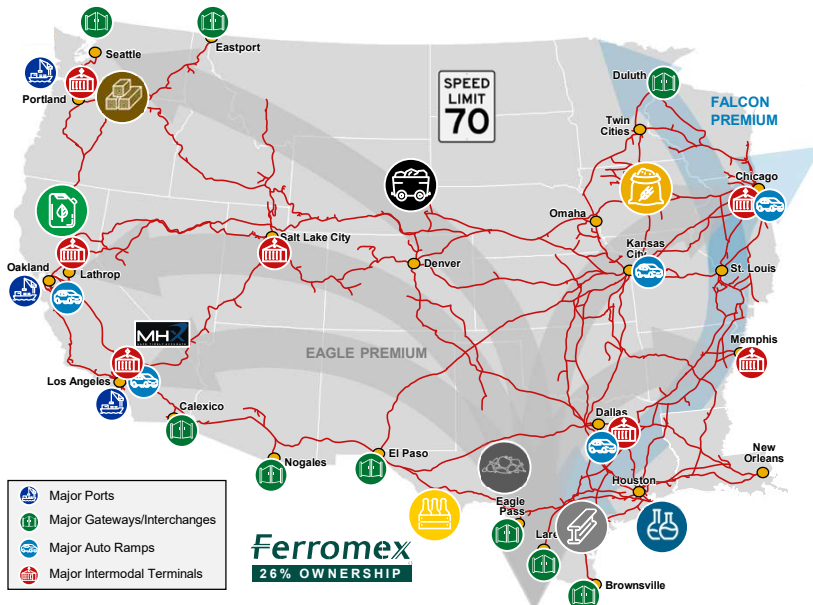 Seattle
Eastport
Portland
SPEED
LIMIT
70
Duluth
FALCON
PREMIUM
Twin
Cities
Chicago
Omaha
Salt Lake City
Kansas
City
Oakland
Lathrop
Denver
St. Louis
MHX
EAGLE PREMIUM
Memphis
Los Angeles
Calexico
Dallas
Nogales
El Paso
New
Orleans
Houston
Eagle
Pass
Lare
Brownsville
Major Ports
Major Gateways/Interchanges
Major Auto Ramps
Major Intermodal Terminals
Ferromex
26% OWNERSHIP